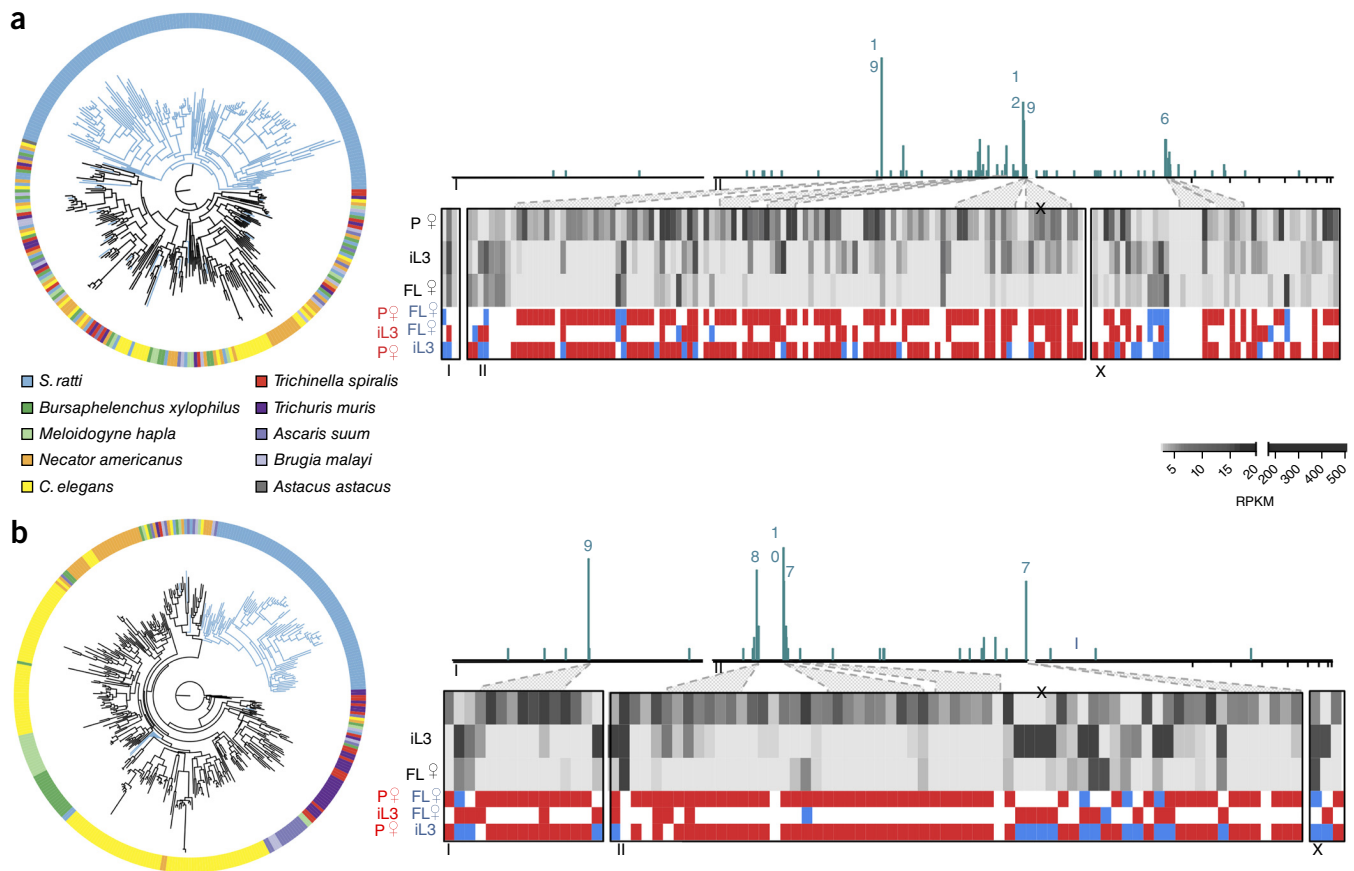 a
1
9
1
2 9
6
I
II
X
P ♀
iL3
FL ♀
P♀ FL♀
iL3 FL♀
P♀ iL3
I
II
X
S. ratti
Bursaphelenchus xylophilus
Meloidogyne hapla
Necator americanus
C. elegans
Trichinella spiralis
Trichuris muris
Ascaris suum
Brugia malayi
Astacus astacus
5 10 15 20 200 300 400 500
RPKM
b
9
8
1
0 7
7
I
I
II
X
iL3
FL ♀
P♀ FL♀
iL3 FL♀
P♀ iL3
I
II
X